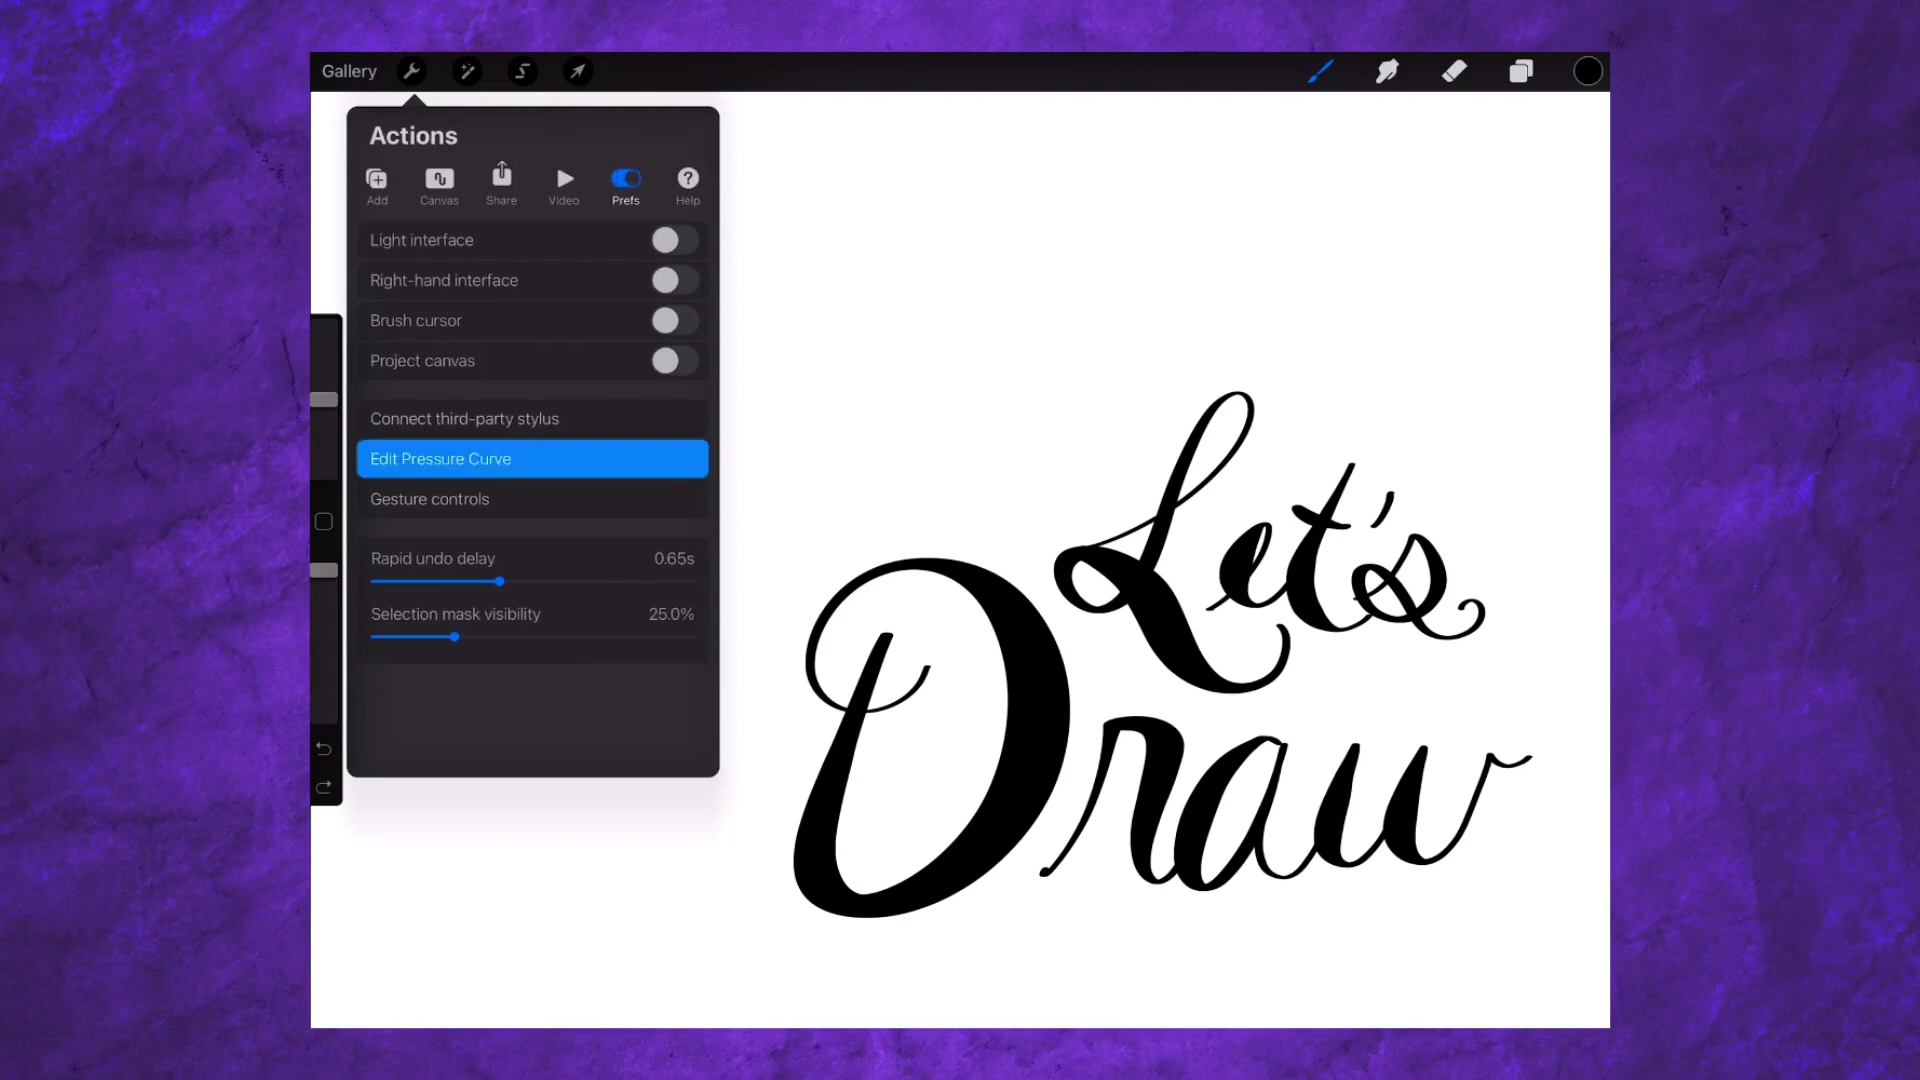 Gallery
Actions
Add Canvas Share Video Prefs Help
Light interface
Right-hand interface
Brush cursor
Project canvas
Connect third-party stylus
Edit Pressure Curve
Gesture controls
Rapid undo delay 0.65s
Selection mask visibility 25.0%
Let's
Draw